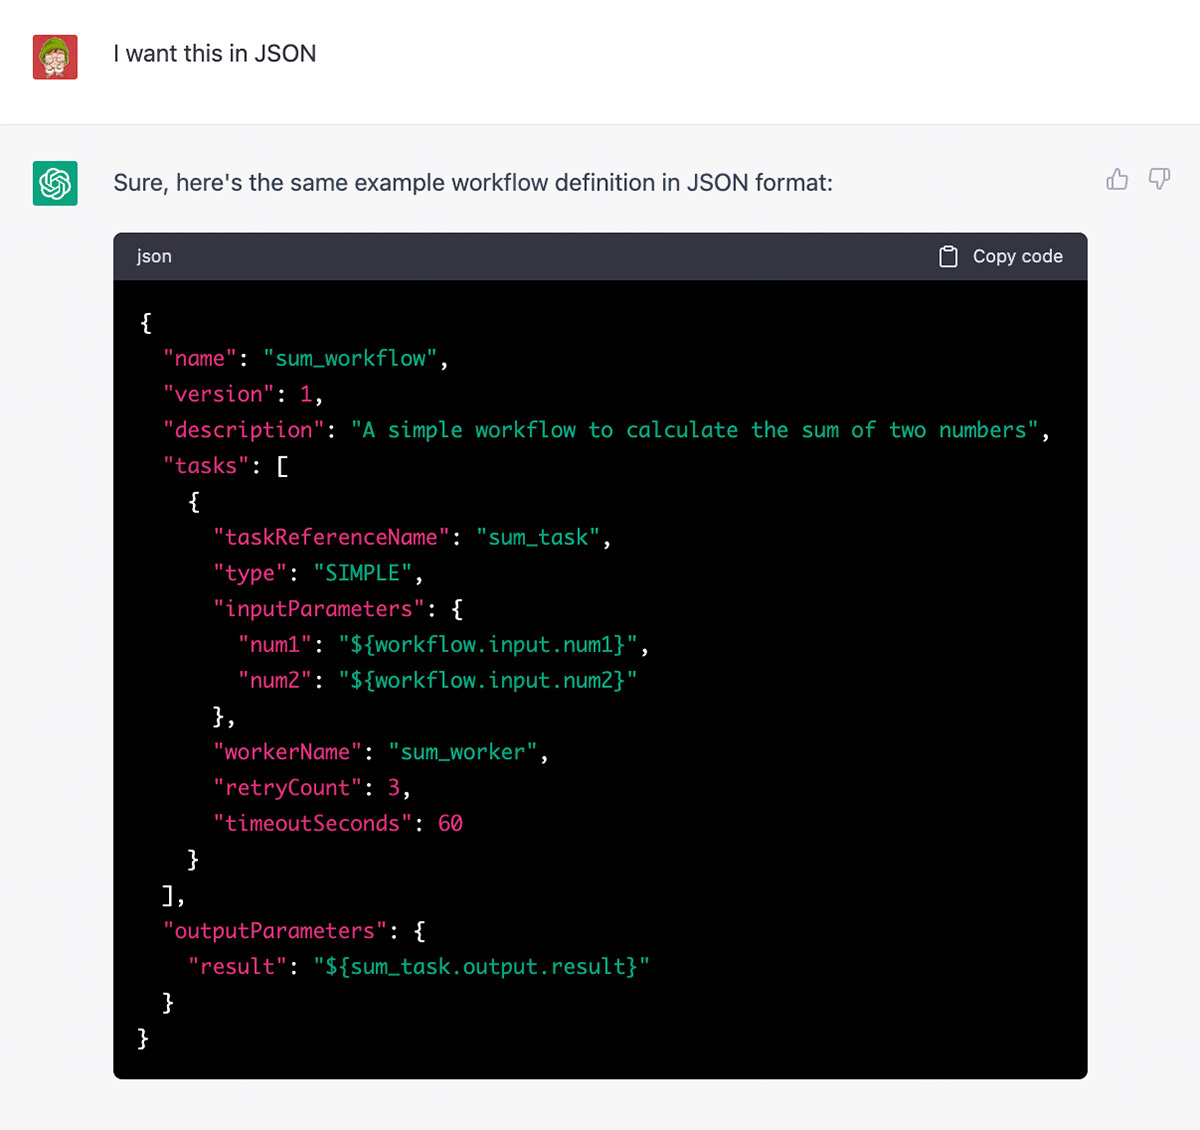 I want this in JSON
Sure, here's the same example workflow definition in JSON format:
json
Copy code
{
  "name": "sum_workflow",
  "version": 1,
  "description": "A simple workflow to calculate the sum of two numbers",
  "tasks": [
    {
      "taskReferenceName": "sum_task",
      "type": "SIMPLE",
      "inputParameters": {
        "num1": "${workflow.input.num1}",
        "num2": "${workflow.input.num2}"
      },
      "workerName": "sum_worker",
      "retryCount": 3,
      "timeoutSeconds": 60
    }
  ],
  "outputParameters": {
    "result": "${sum_task.output.result}"
  }
}